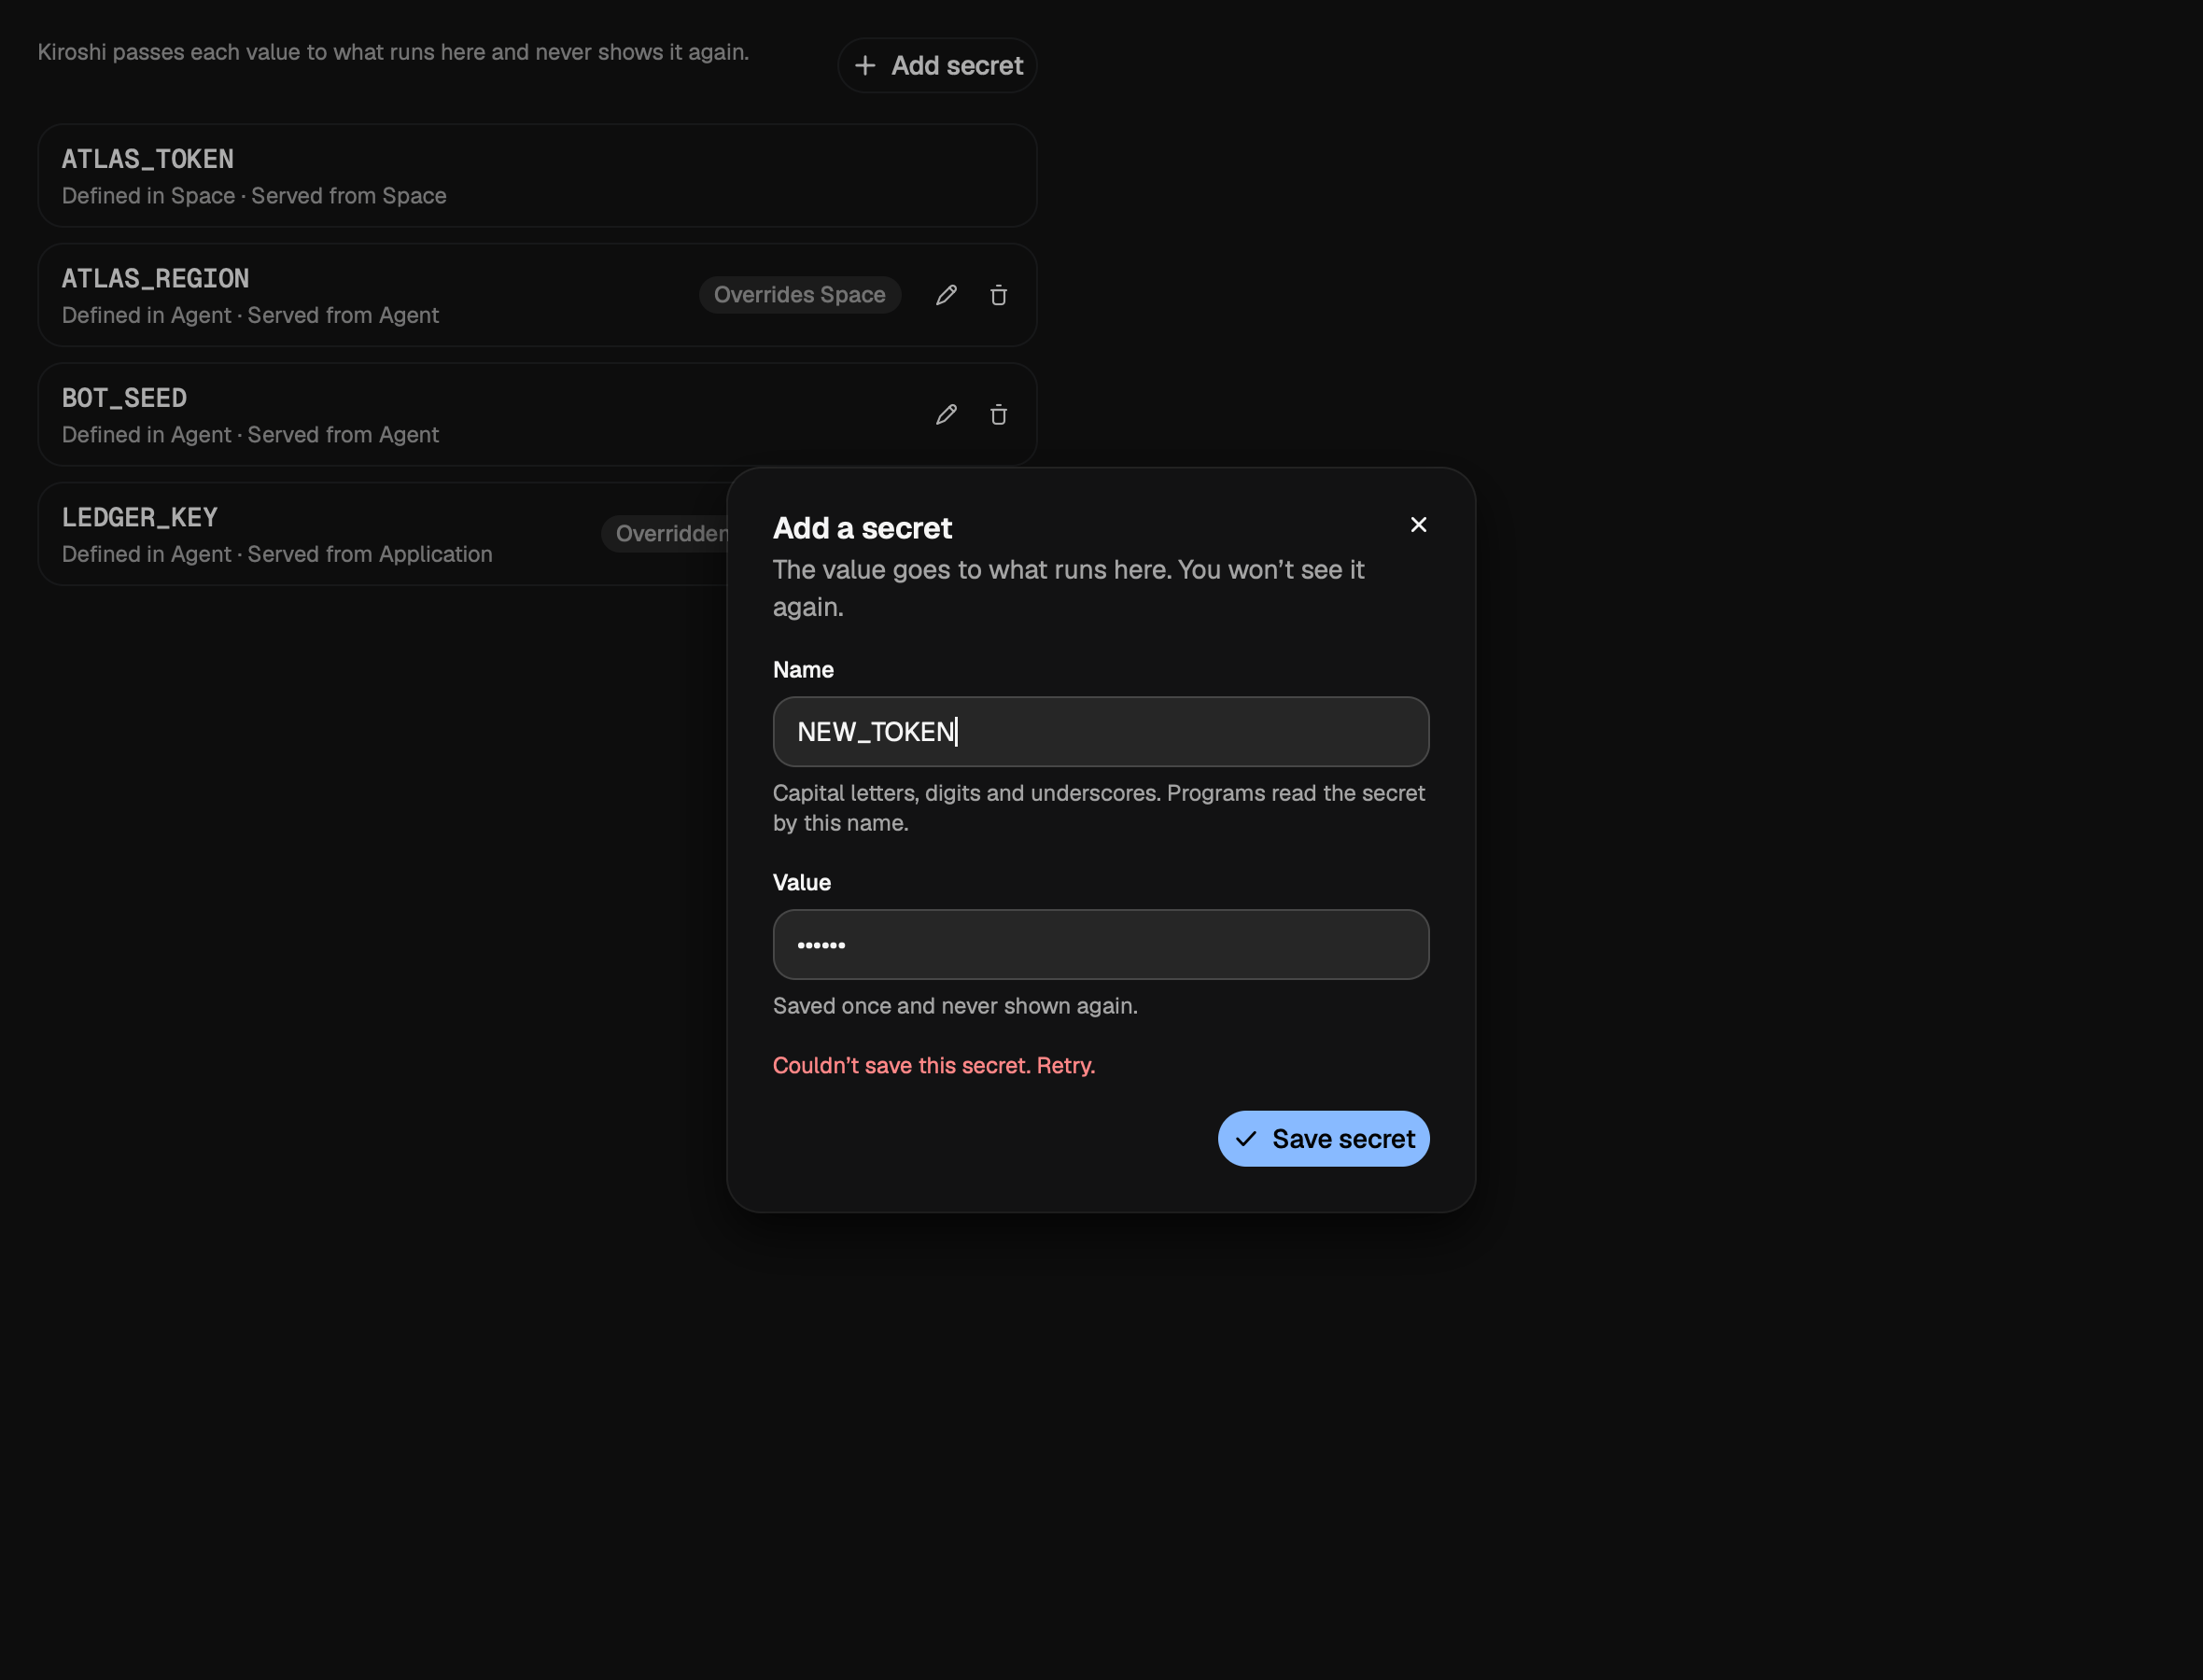 Kiroshi passes each value to what runs here and never shows it again.
Add secret
ATLAS_TOKEN
Defined in Space · Served from Space
ATLAS_REGION
Defined in Agent · Served from Agent
Overrides Space
BOT_SEED
Defined in Agent · Served from Agent
LEDGER_KEY
Defined in Agent · Served from Application
Overridden
Add a secret
The value goes to what runs here. You won’t see it
again.
Name
NEW_TOKEN
Capital letters, digits and underscores. Programs read the secret
by this name.
Value
••••••
Saved once and never shown again.
Couldn’t save this secret. Retry.
Save secret